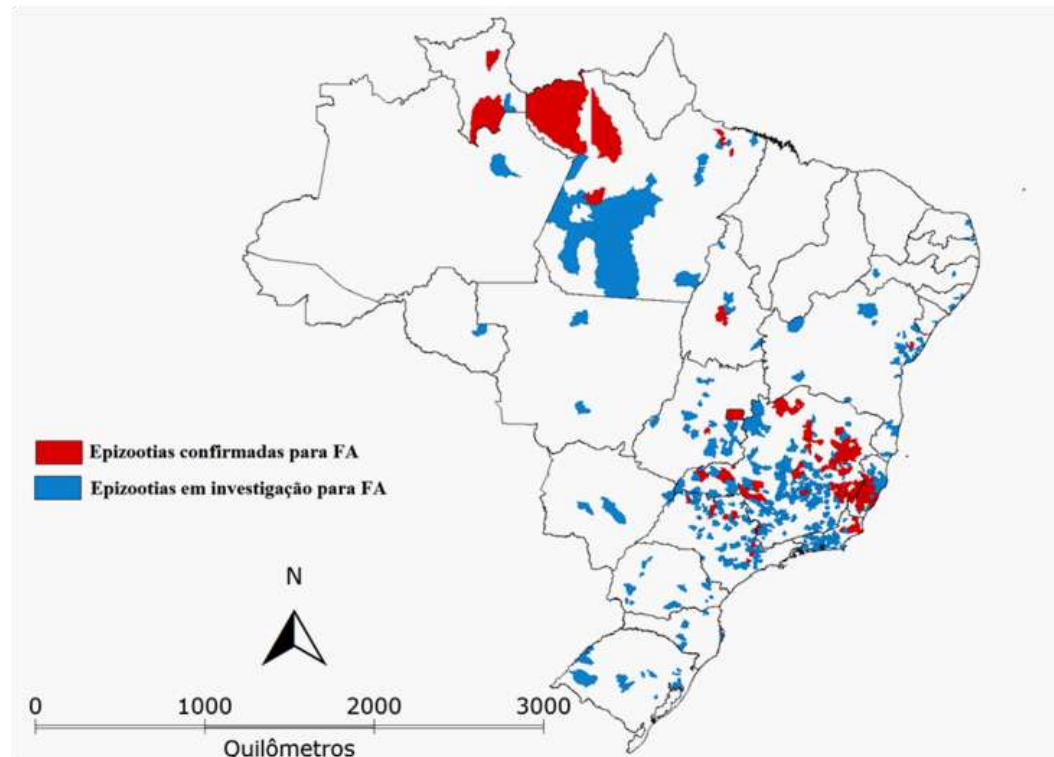 Epizootias confirmadas para FA
Epizootias em investigação para FA
N
0 1000 2000 3000
Quilômetros